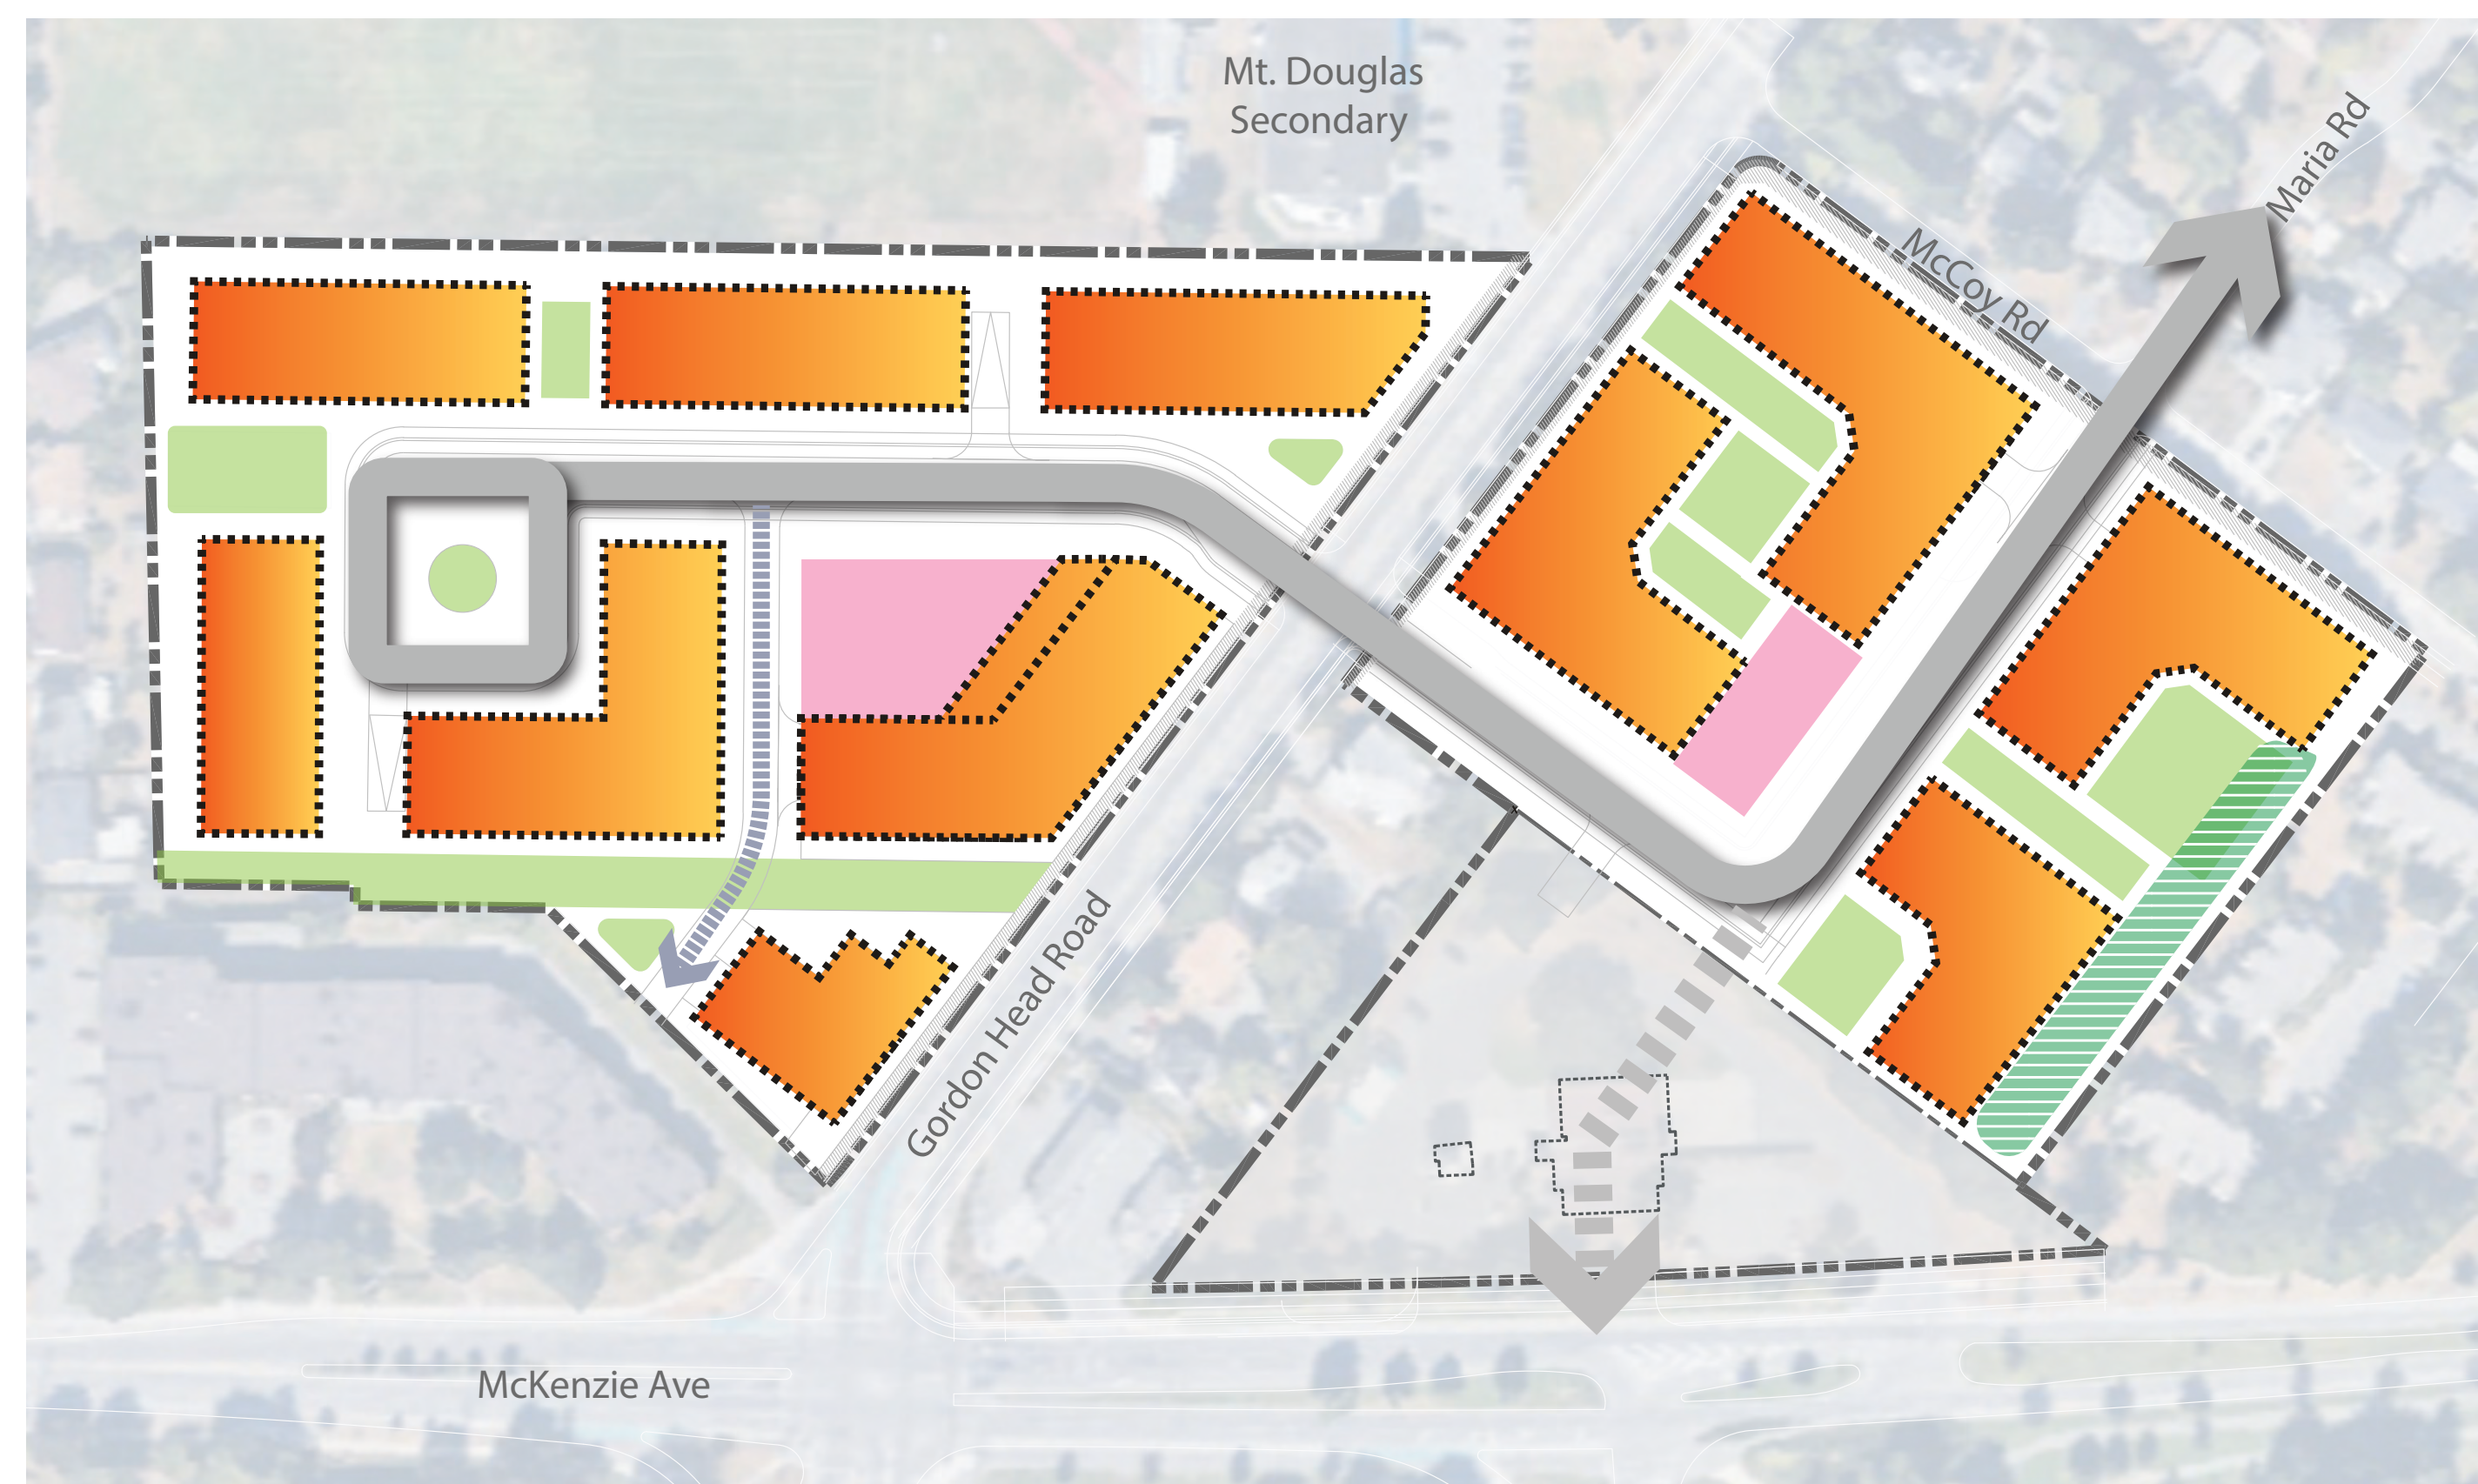 Mt. Douglas
Secondary
Maria Rd
McCoy Rd
Gordon Head Road
McKenzie Ave